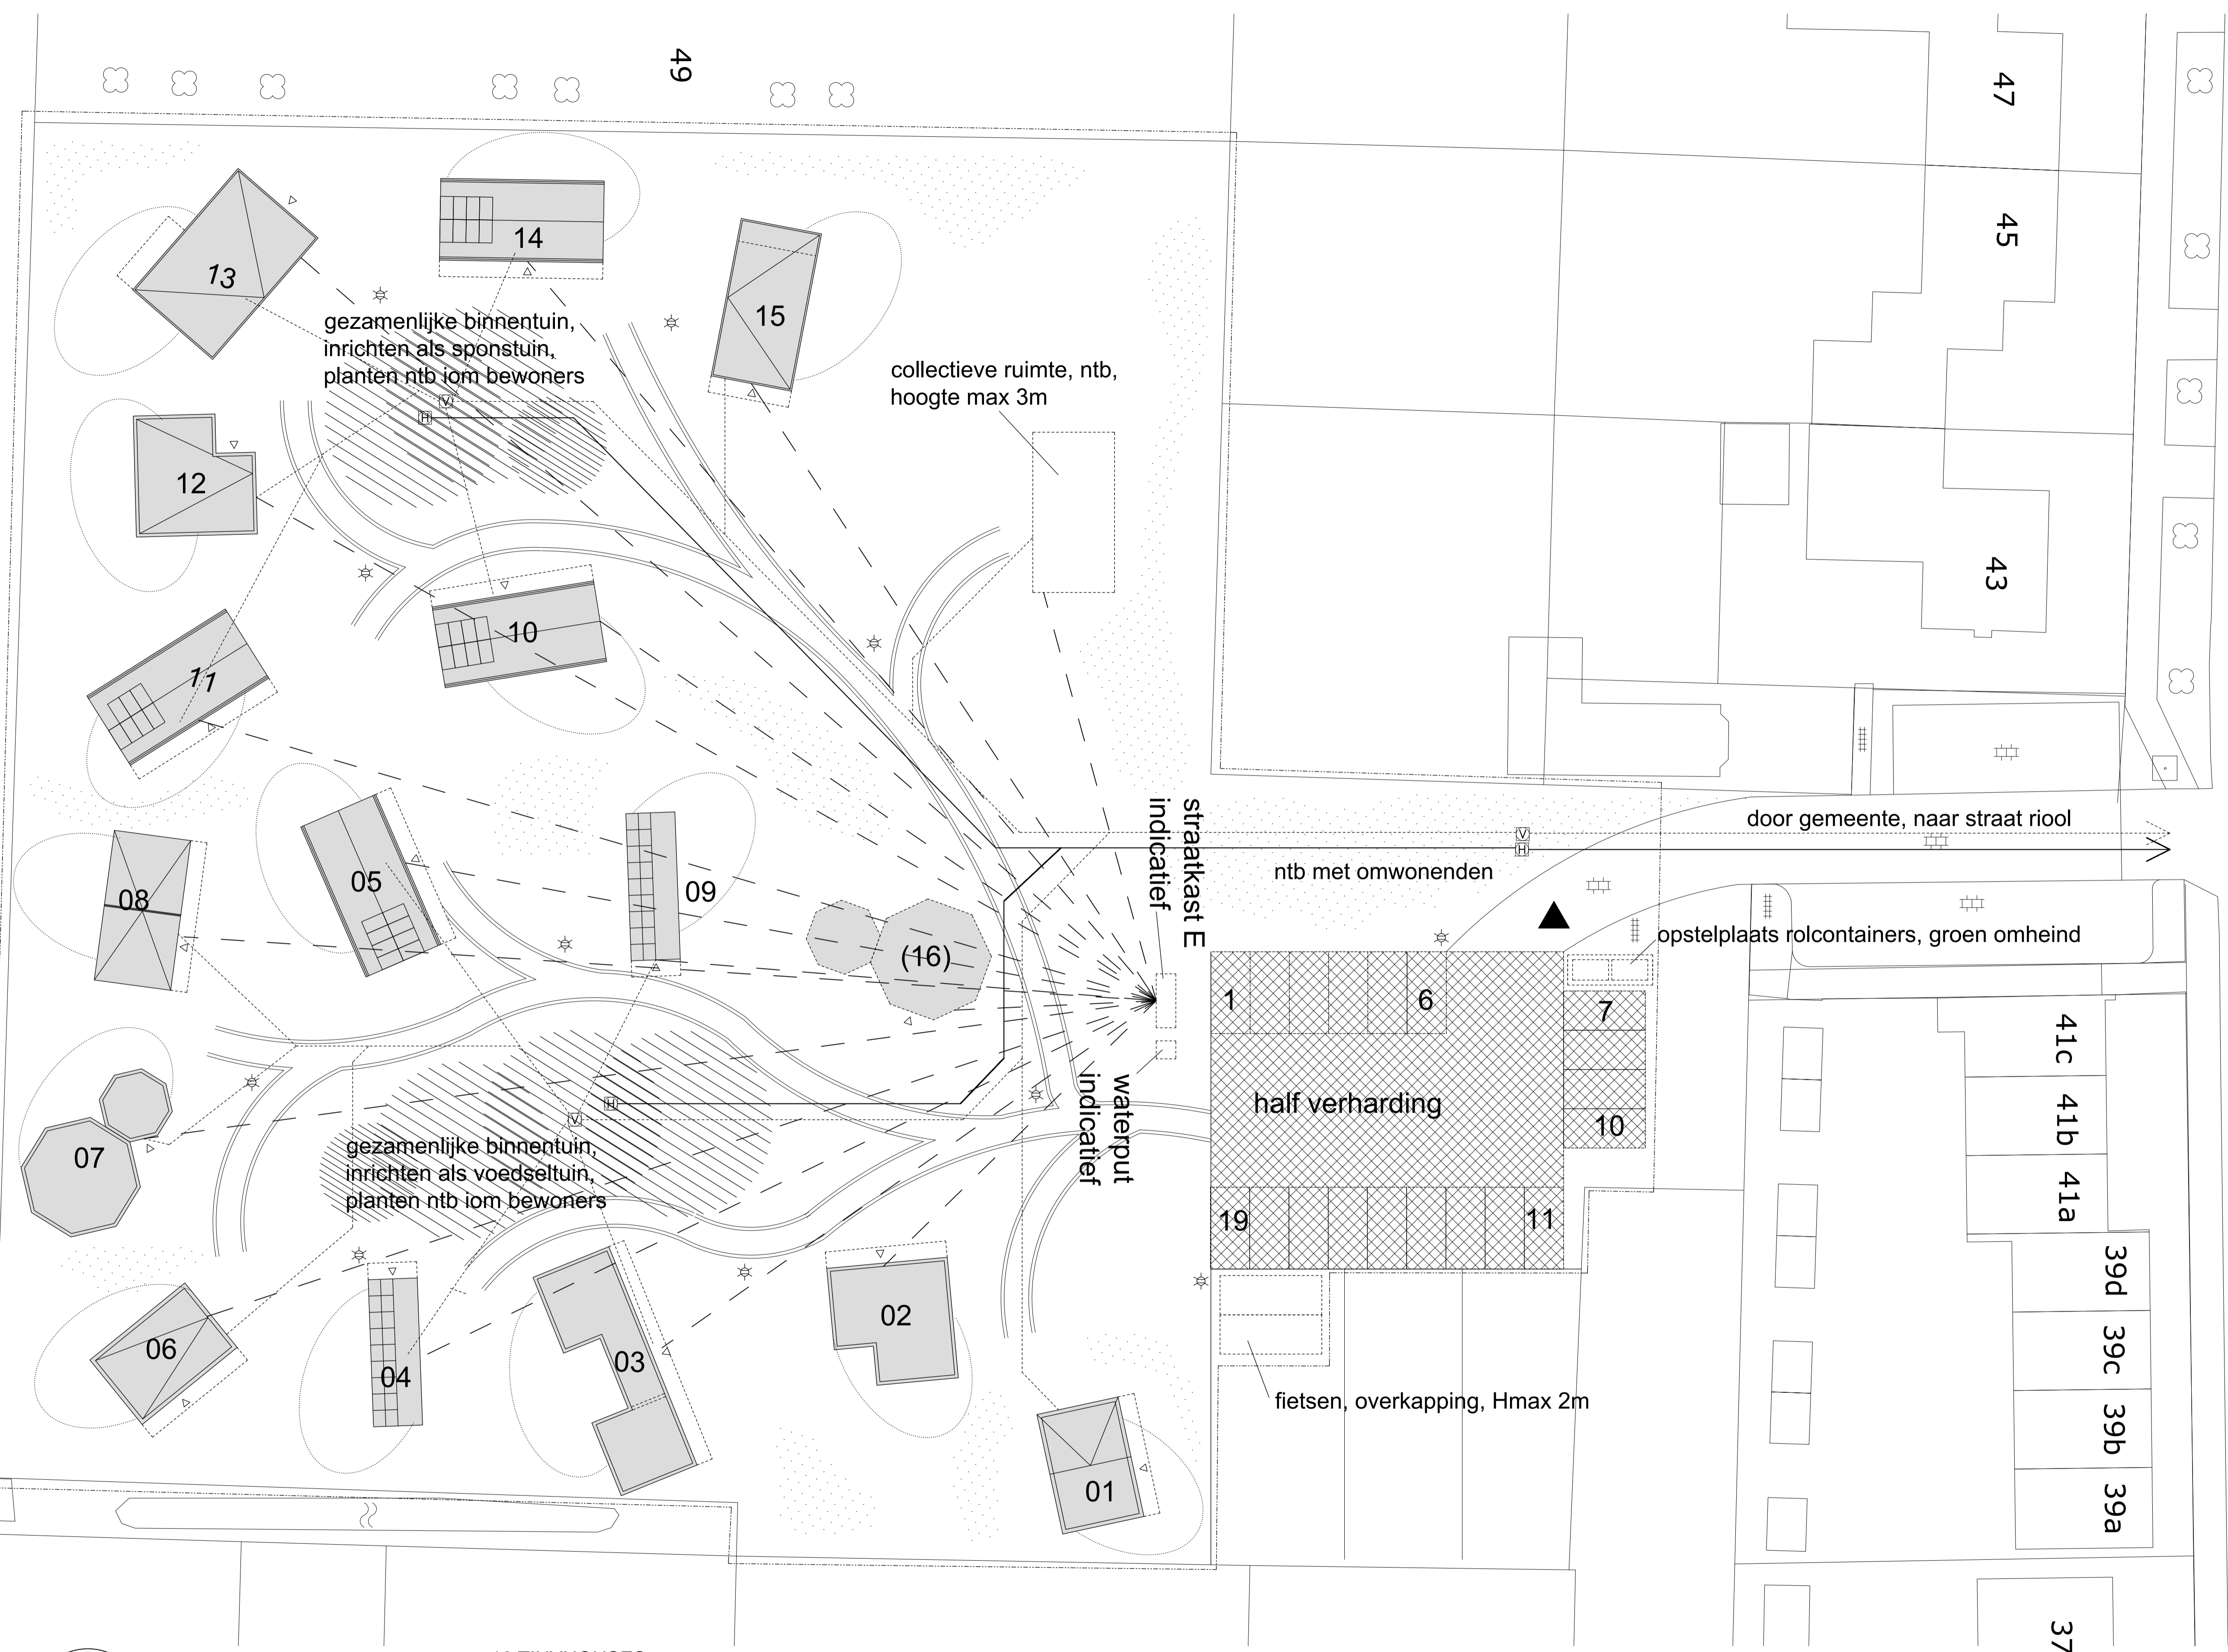 49
47
45
43
14
13
15
gezamenlijke binnentuin,
inrichten als sponstuin,
planten ntb iom bewoners
collectieve ruimte, ntb,
hoogte max 3m
V
H
12
10
11
straatkast E
indicatief
door gemeente, naar straat riool
V
H
ntb met omwonenden
05
09
08
(16)
opstelplaats rolcontainers, groen omheind
1
6
7
41c
half verharding
waterput
indicatief
H
V
10
41b
gezamenlijke binnentuin,
inrichten als voedseltuin,
planten ntb iom bewoners
07
41a
19
11
39d
02
06
03
04
39c
fietsen, overkapping, Hmax 2m
39b
01
39a
37